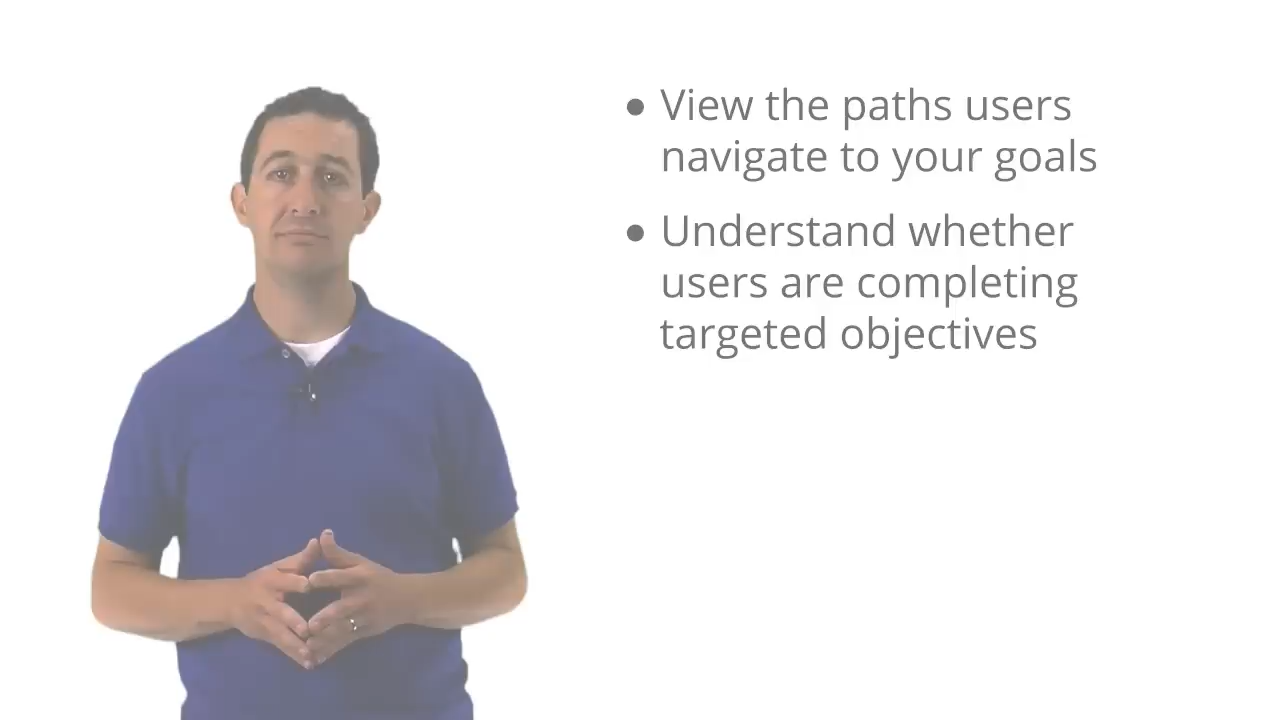 • View the paths users
navigate to your goals
• Understand whether
users are completing
targeted objectives